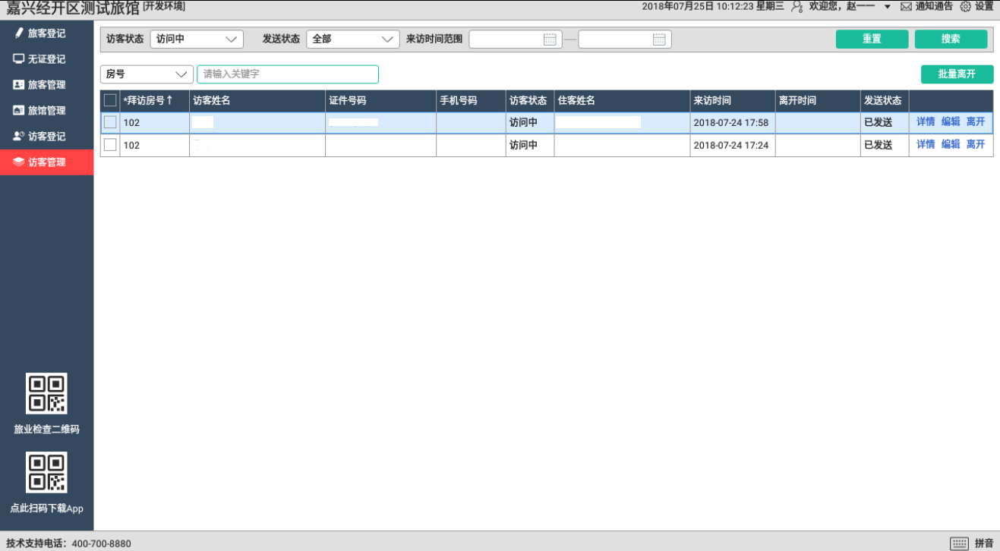 嘉兴经开区测试旅馆 [开发环境] 2018年07月25日 10:12:23 星期三 欢迎您，赵一一 通知通告 设置
旅客登记
无证登记
旅客管理
旅馆管理
访客登记
访客管理
旅业检查二维码
点此扫码下载App
访客状态 访问中 发送状态 全部 来访时间范围 — 重置 搜索
房号 请输入关键字 批量离开
*拜访房号↑ 访客姓名 证件号码 手机号码 访客状态 住客姓名 来访时间 离开时间 发送状态
102 访问中 2018-07-24 17:58 已发送 详情 编辑 离开
102 访问中 2018-07-24 17:24 已发送 详情 编辑 离开
技术支持电话：400-700-8880 拼音